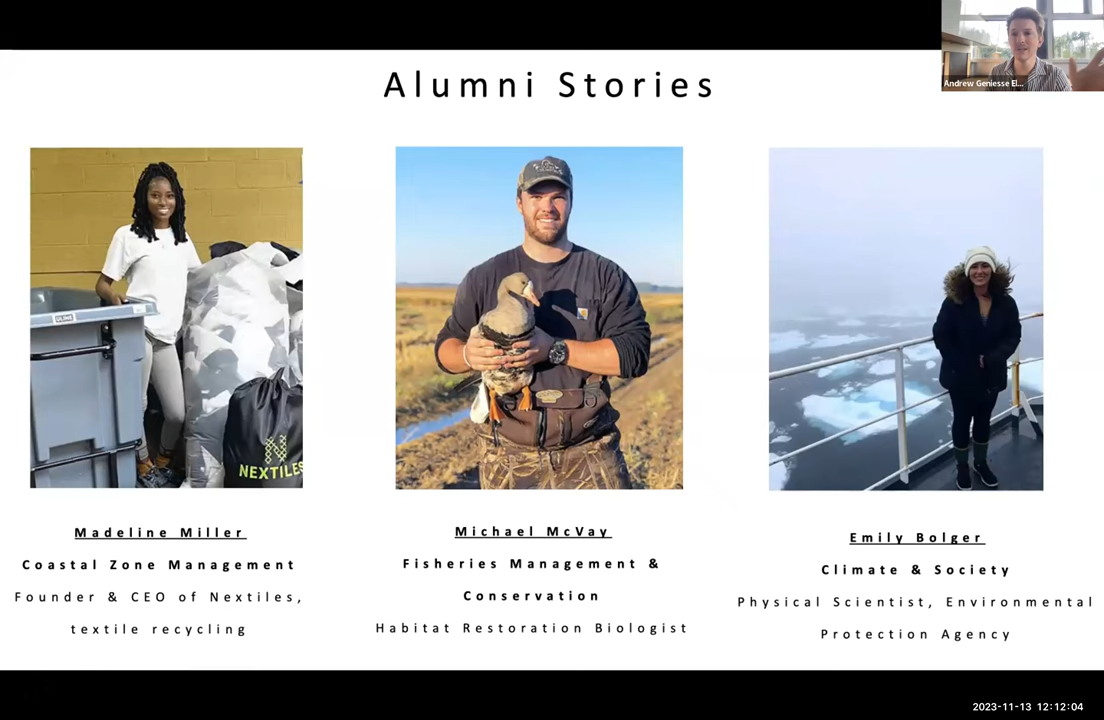 Alumni Stories
Andrew Geniesse El...
ULINE
NEXTILES
Madeline Miller
Coastal Zone Management
Founder & CEO of Nextiles,
textile recycling
Michael McVay
Fisheries Management &
Conservation
Habitat Restoration Biologist
Emily Bolger
Climate & Society
Physical Scientist, Environmental
Protection Agency
2023-11-13 12:12:04